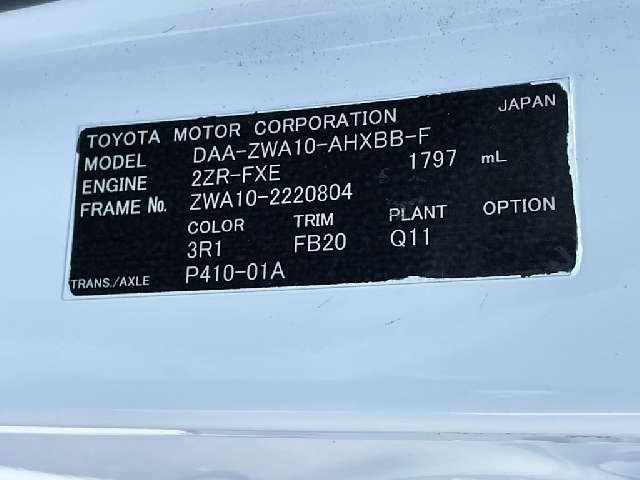 JAPAN
TOYOTA MOTOR CORPORATION
MODEL DAA-ZWA10-AHXBB-F
ENGINE 2ZR-FXE 1797 mL
FRAME No. ZWA10-2220804
COLOR TRIM PLANT OPTION
3R1 FB20 Q11
TRANS./AXLE P410-01A